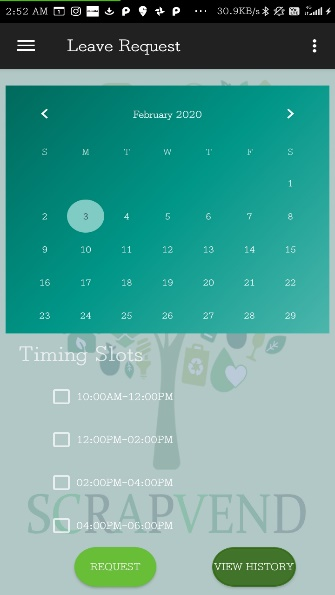 2:52 AM ... 30.9KB/s
Leave Request
February 2020
S M T W T F S
1
2 3 4 5 6 7 8
9 10 11 12 13 14 15
16 17 18 19 20 21 22
23 24 25 26 27 28 29
Timing Slots
10:00AM-12:00PM
12:00PM-02:00PM
02:00PM-04:00PM
04:00PM-06:00PM
SCRAPVEND
REQUEST VIEW HISTORY